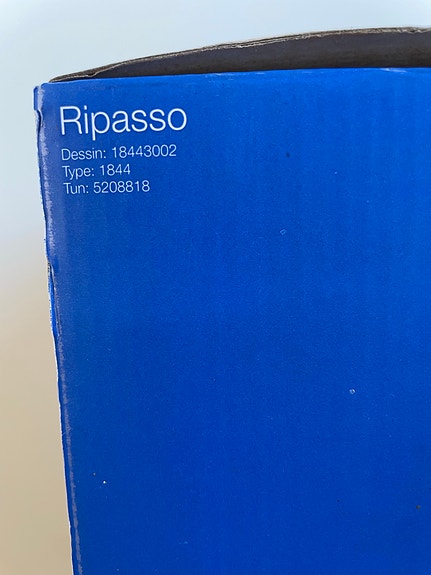 Ripasso
Dessin: 18443002
Type: 1844
Tun: 5208818